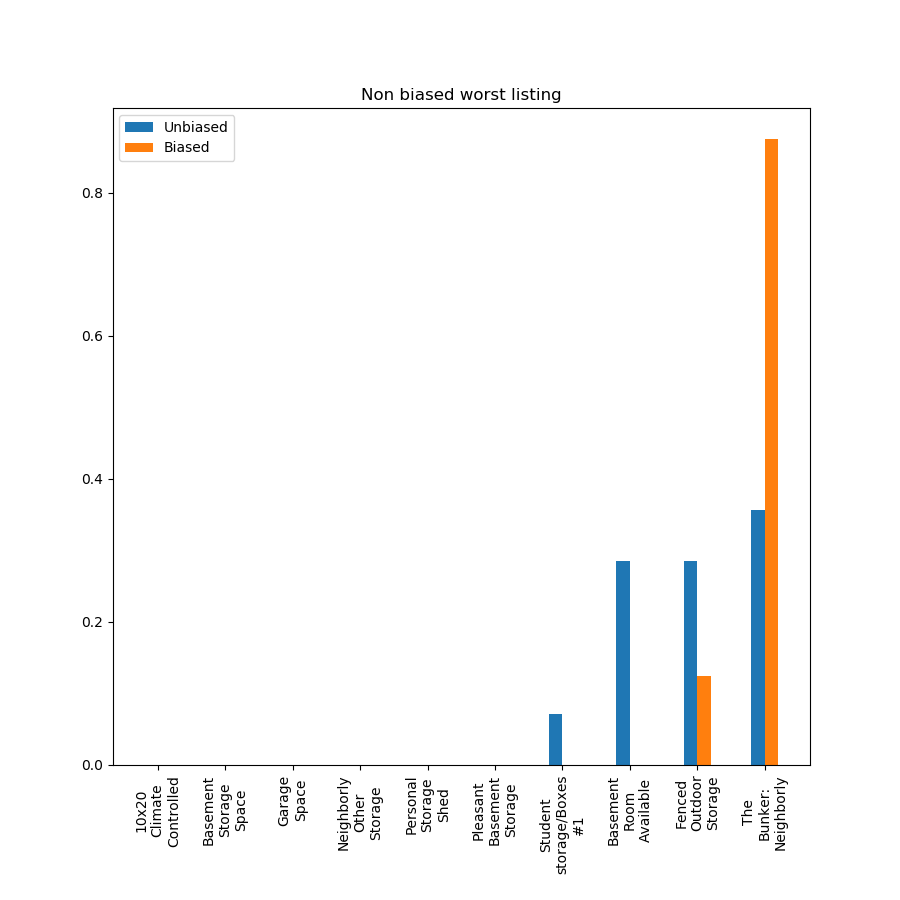 Non biased worst listing
Unbiased
Biased
0.8
0.6
0.4
0.2
0.0
10x20
Climate
Controlled
Basement
Storage
Space
Garage
Space
Neighborly
Other
Storage
Personal
Storage
Shed
Pleasant
Basement
Storage
Student
storage/Boxes
#1
Basement
Room
Available
Fenced
Outdoor
Storage
The
Bunker:
Neighborly